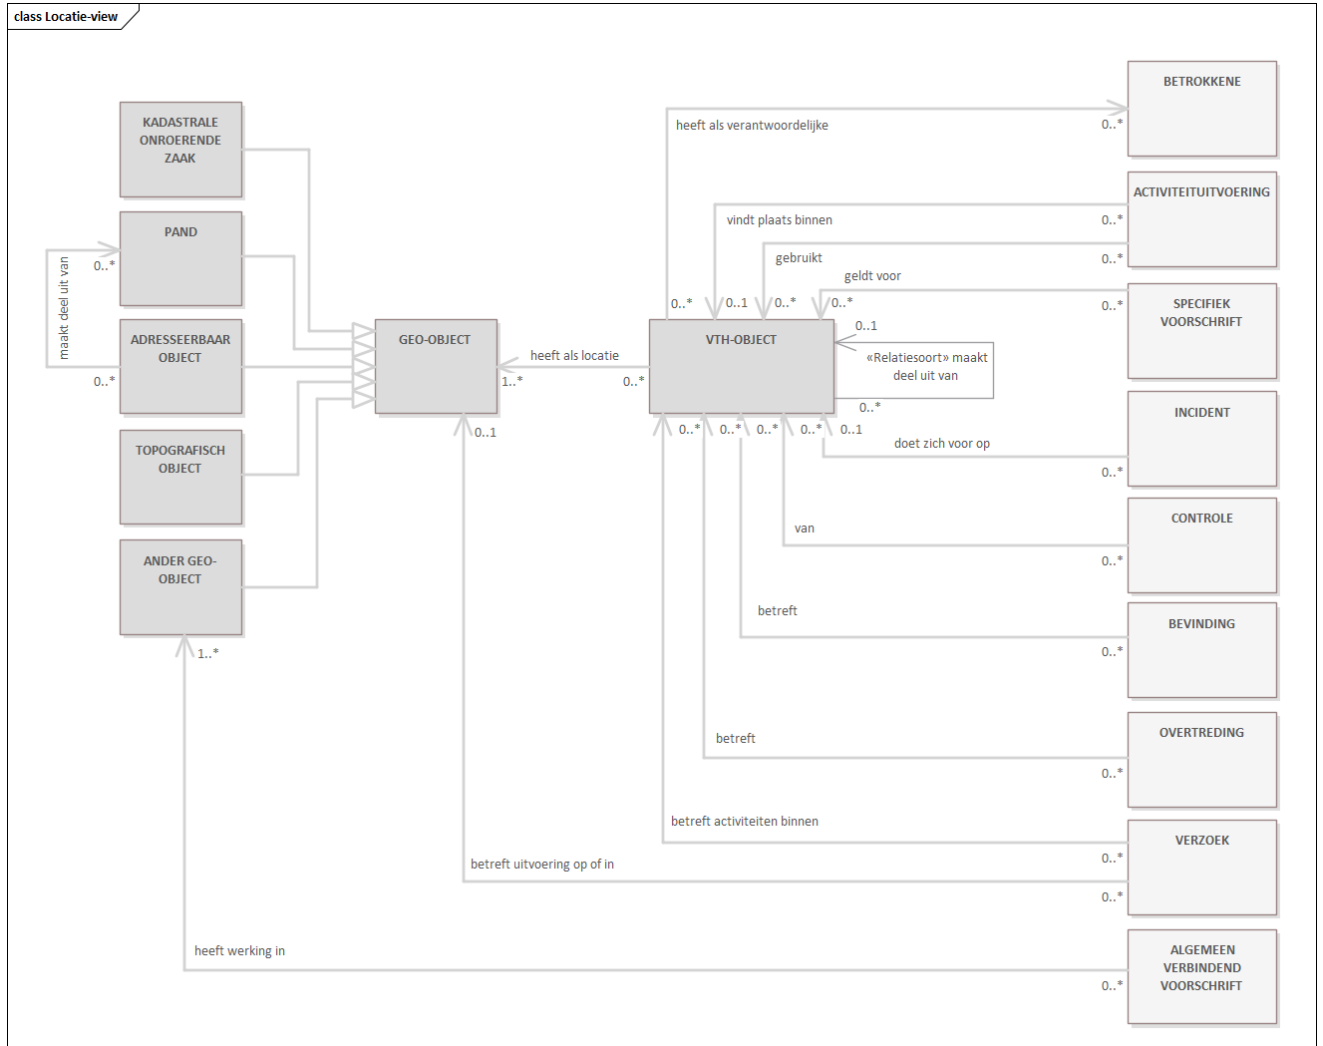 class Locatie-view
BETROKKENE
heeft als verantwoordelijke
0..*
0..*
KADASTRALE
ONROERENDE
ZAAK
ACTIVITEITUITVOERING
vindt plaats binnen
0..*
0..1
gebruikt
0..*
0..*
PAND
0..*
maakt deel uit van
0..*
geldt voor
0..*
0..*
SPECIFIEK
VOORSCHRIFT
ADRESSEERBAAR
OBJECT
GEO-OBJECT
heeft als locatie
1..*
0..*
VTH-OBJECT
0..1
«Relatiesoort» maakt
deel uit van
0..*
INCIDENT
doet zich voor op
0..1
0..*
0..1
0..*
0..*
0..*
0..*
TOPOGRAFISCH
OBJECT
CONTROLE
van
0..*
ANDER GEO-
OBJECT
1..*
BEVINDING
betreft
0..*
OVERTREDING
betreft
0..*
VERZOEK
betreft activiteiten binnen
0..*
betreft uitvoering op of in
0..*
heeft werking in
0..*
ALGEMEEN
VERBINDEND
VOORSCHRIFT